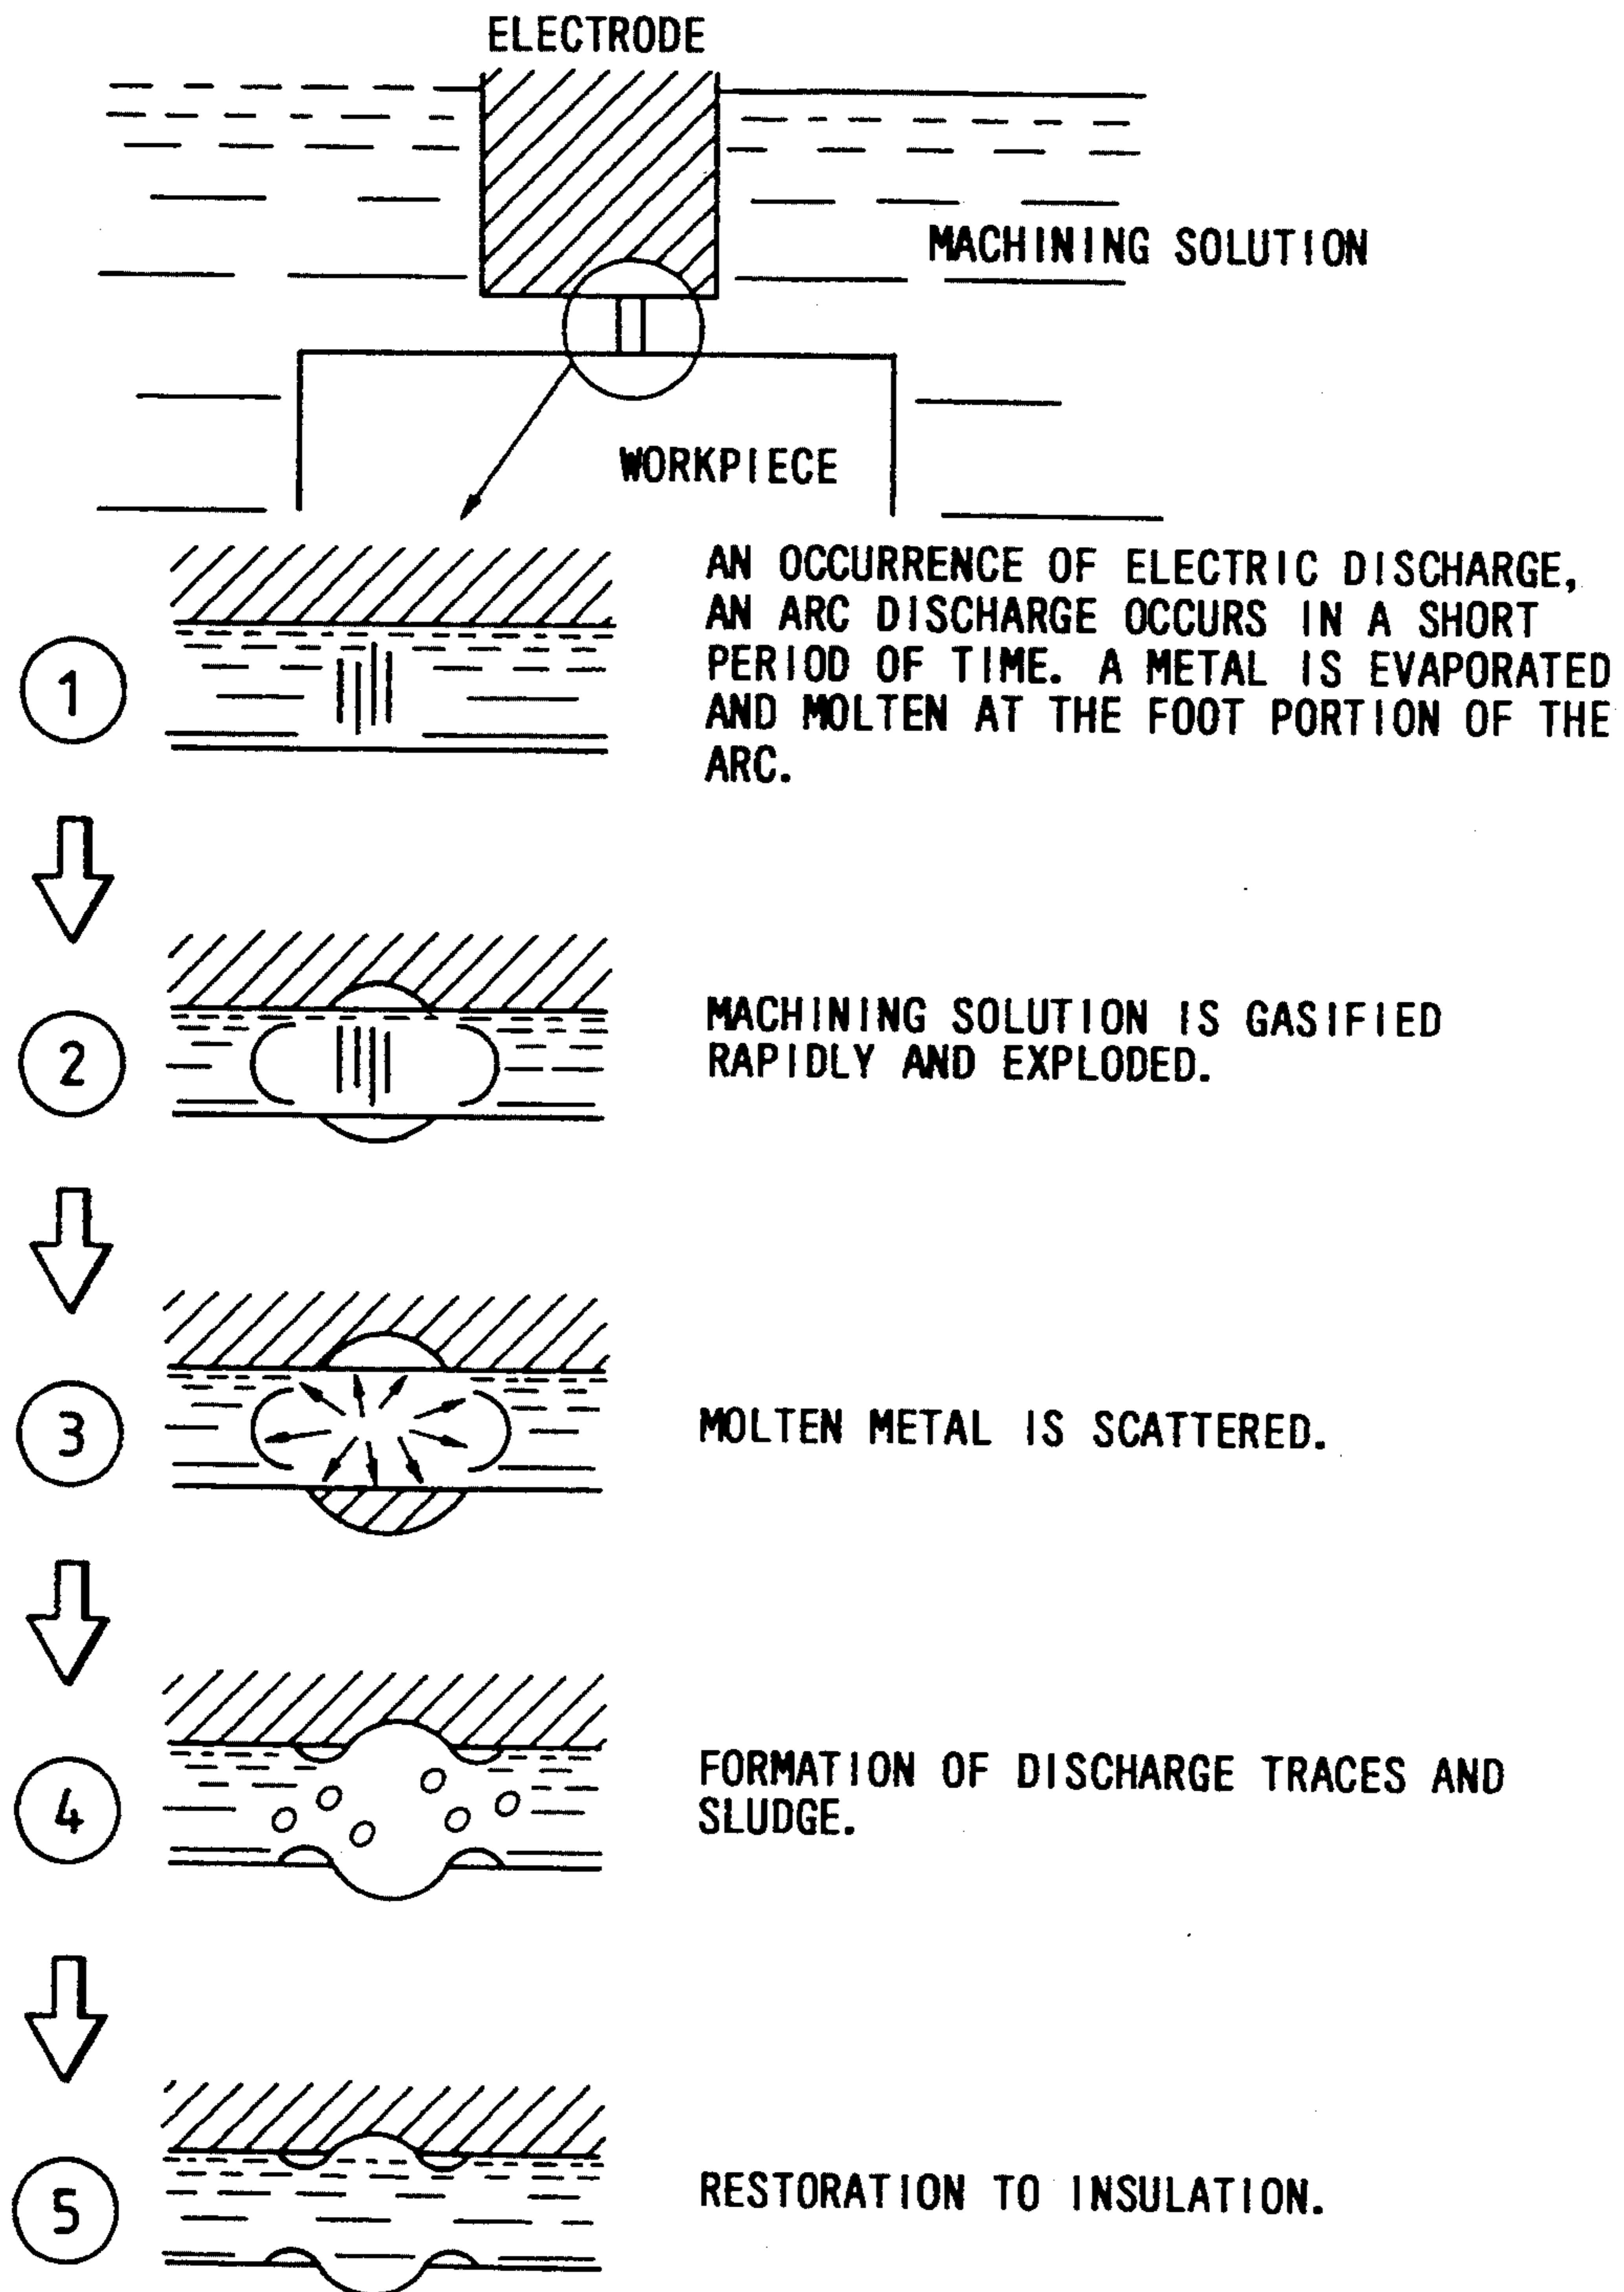 ELECTRODE
MACHINING SOLUTION
WORKPIECE
1
AN OCCURRENCE OF ELECTRIC DISCHARGE,
AN ARC DISCHARGE OCCURS IN A SHORT
PERIOD OF TIME. A METAL IS EVAPORATED
AND MOLTEN AT THE FOOT PORTION OF THE
ARC.
2
MACHINING SOLUTION IS GASIFIED
RAPIDLY AND EXPLODED.
3
MOLTEN METAL IS SCATTERED.
4
FORMATION OF DISCHARGE TRACES AND
SLUDGE.
5
RESTORATION TO INSULATION.